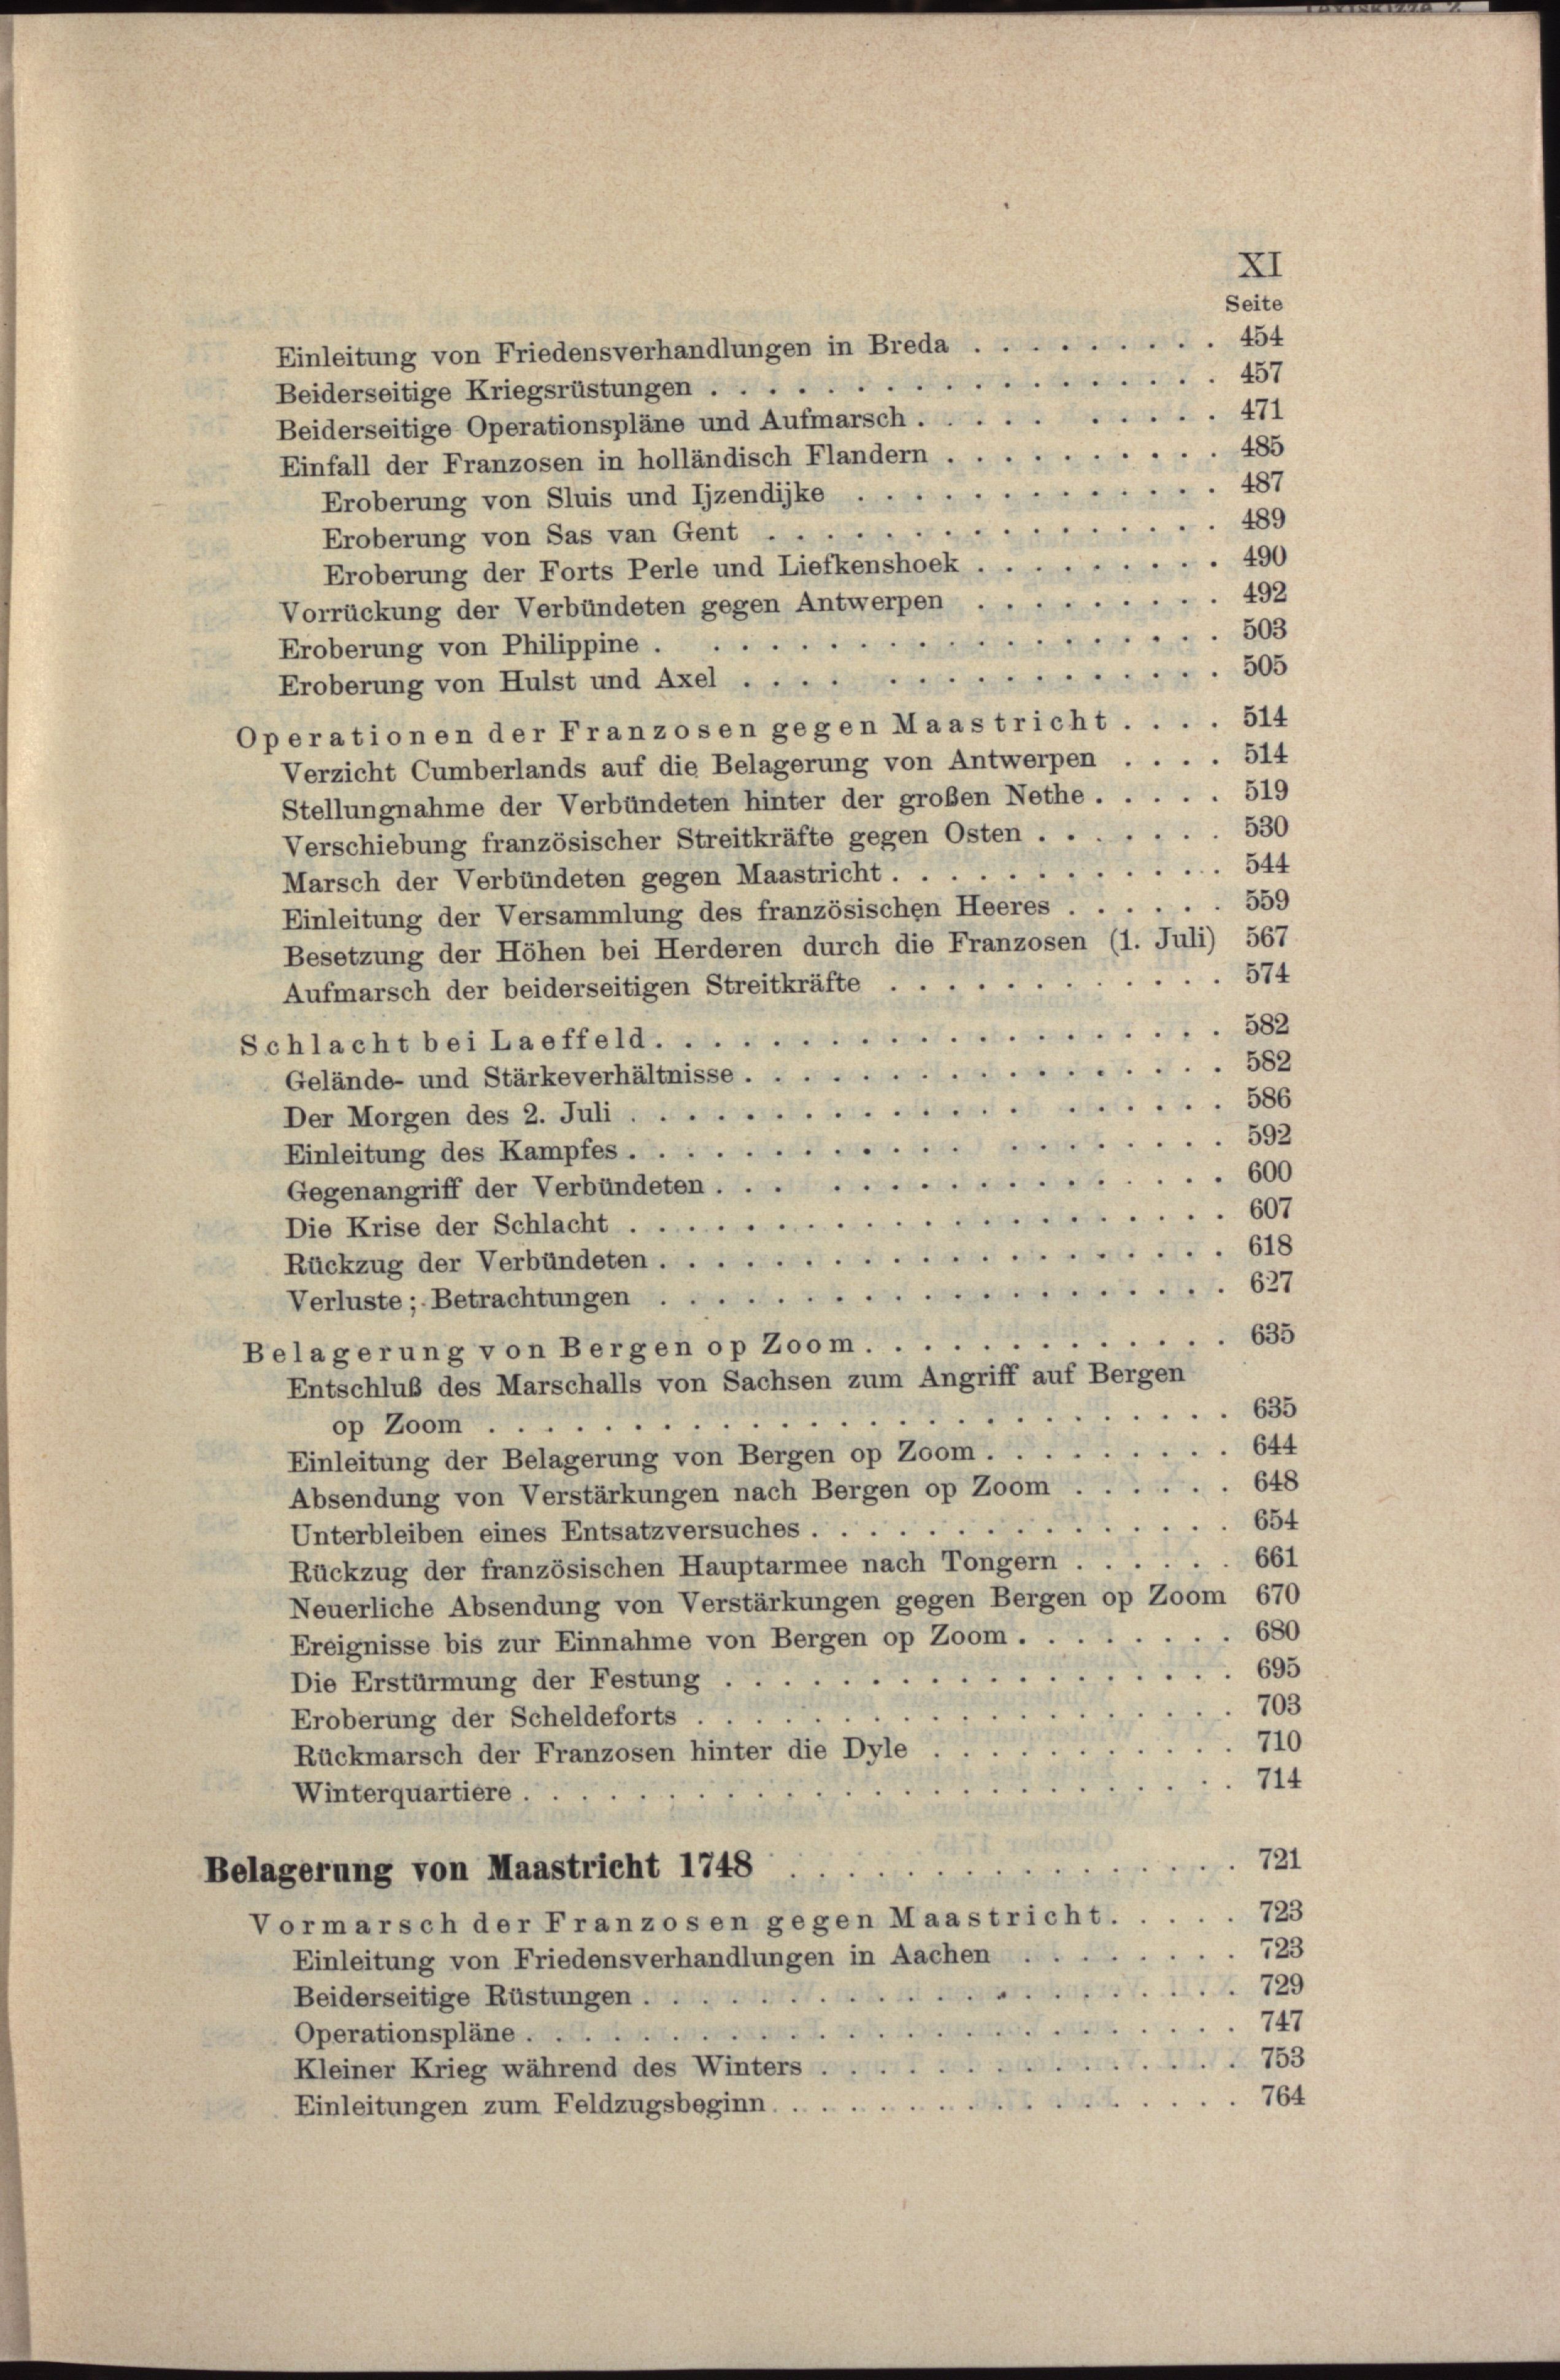 XI
Seite
Einleitung von Friedensverhandlungen in Breda . . . . . . . . . 454
Beiderseitige Kriegsrüstungen . . . . . . . . . . . . . . . . . . 457
Beiderseitige Operationspläne und Aufmarsch . . . . . . . . . . 471
Einfall der Franzosen in holländisch Flandern . . . . . . . . . . 485
Eroberung von Sluis und Ijzendijke . . . . . . . . . . . . . 487
Eroberung von Sas van Gent . . . . . . . . . . . . . . . . 489
Eroberung der Forts Perle und Liefkenshoek . . . . . . . . . 490
Vorrückung der Verbündeten gegen Antwerpen . . . . . . . . . 492
Eroberung von Philippine . . . . . . . . . . . . . . . . . . . 503
Eroberung von Hulst und Axel . . . . . . . . . . . . . . . . 505
Operationen der Franzosen gegen Maastricht . . . . 514
Verzicht Cumberlands auf die Belagerung von Antwerpen . . . . 514
Stellungnahme der Verbündeten hinter der großen Nethe . . . . . 519
Verschiebung französischer Streitkräfte gegen Osten . . . . . . . 530
Marsch der Verbündeten gegen Maastricht . . . . . . . . . . . . 544
Einleitung der Versammlung des französischen Heeres . . . . . . 559
Besetzung der Höhen bei Herderen durch die Franzosen (1. Juli) 567
Aufmarsch der beiderseitigen Streitkräfte . . . . . . . . . . . . 574
Schlacht bei Laeffeld . . . . . . . . . . . . . . . . . . . . 582
Gelände- und Stärkeverhältnisse . . . . . . . . . . . . . . . . . 582
Der Morgen des 2. Juli . . . . . . . . . . . . . . . . . . . 586
Einleitung des Kampfes . . . . . . . . . . . . . . . . . . . . 592
Gegenangriff der Verbündeten . . . . . . . . . . . . . . . . . 600
Die Krise der Schlacht . . . . . . . . . . . . . . . . . . . . . 607
Rückzug der Verbündeten . . . . . . . . . . . . . . . . . . . . 618
Verluste; Betrachtungen . . . . . . . . . . . . . . . . . . . . 627
Belagerung von Bergen op Zoom . . . . . . . . . . . . . 635
Entschluß des Marschalls von Sachsen zum Angriff auf Bergen
op Zoom . . . . . . . . . . . . . . . . . . . . . . . . . . 635
Einleitung der Belagerung von Bergen op Zoom . . . . . . . . . 644
Absendung von Verstärkungen nach Bergen op Zoom . . . . . . 648
Unterbleiben eines Entsatzversuches . . . . . . . . . . . . . . . 654
Rückzug der französischen Hauptarmee nach Tongern . . . . . . 661
Neuerliche Absendung von Verstärkungen gegen Bergen op Zoom 670
Ereignisse bis zur Einnahme von Bergen op Zoom . . . . . . . . 680
Die Erstürmung der Festung . . . . . . . . . . . . . . . . . . 695
Eroberung der Scheldeforts . . . . . . . . . . . . . . . . . . . 703
Rückmarsch der Franzosen hinter die Dyle . . . . . . . . . . . 710
Winterquartiere . . . . . . . . . . . . . . . . . . . . . . . . . 714
Belagerung von Maastricht 1748 . . . . . . . . . . . . . . . . 721
Vormarsch der Franzosen gegen Maastricht . . . . . 723
Einleitung von Friedensverhandlungen in Aachen . . . . . . . . 723
Beiderseitige Rüstungen . . . . . . . . . . . . . . . . . . . . . 729
Operationspläne . . . . . . . . . . . . . . . . . . . . . . . . . 747
Kleiner Krieg während des Winters . . . . . . . . . . . . . . . 753
Einleitungen zum Feldzugsbeginn . . . . . . . . . . . . . . . . 764